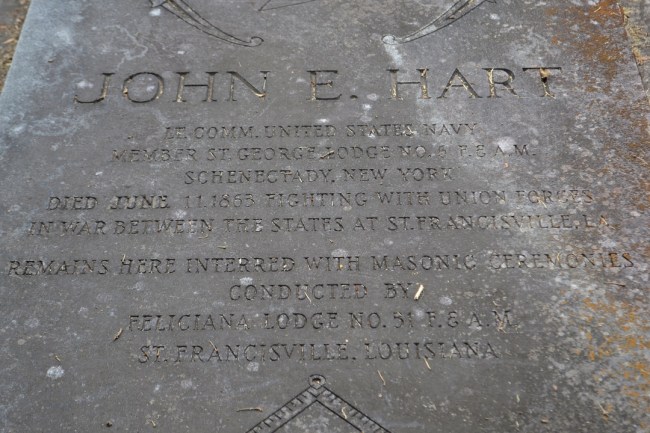 JOHN E. HART
LT. COMM. UNITED STATES NAVY
MEMBER ST. GEORGE LODGE NO. 6 F. & A.M.
SCHENECTADY, NEW YORK
DIED JUNE 11, 1863 FIGHTING WITH UNION FORCES
IN WAR BETWEEN THE STATES AT ST. FRANCISVILLE, LA.
REMAINS HERE INTERRED WITH MASONIC CEREMONIES
CONDUCTED BY
FELICIANA LODGE NO. 31 F. & A.M.
ST. FRANCISVILLE, LOUISIANA